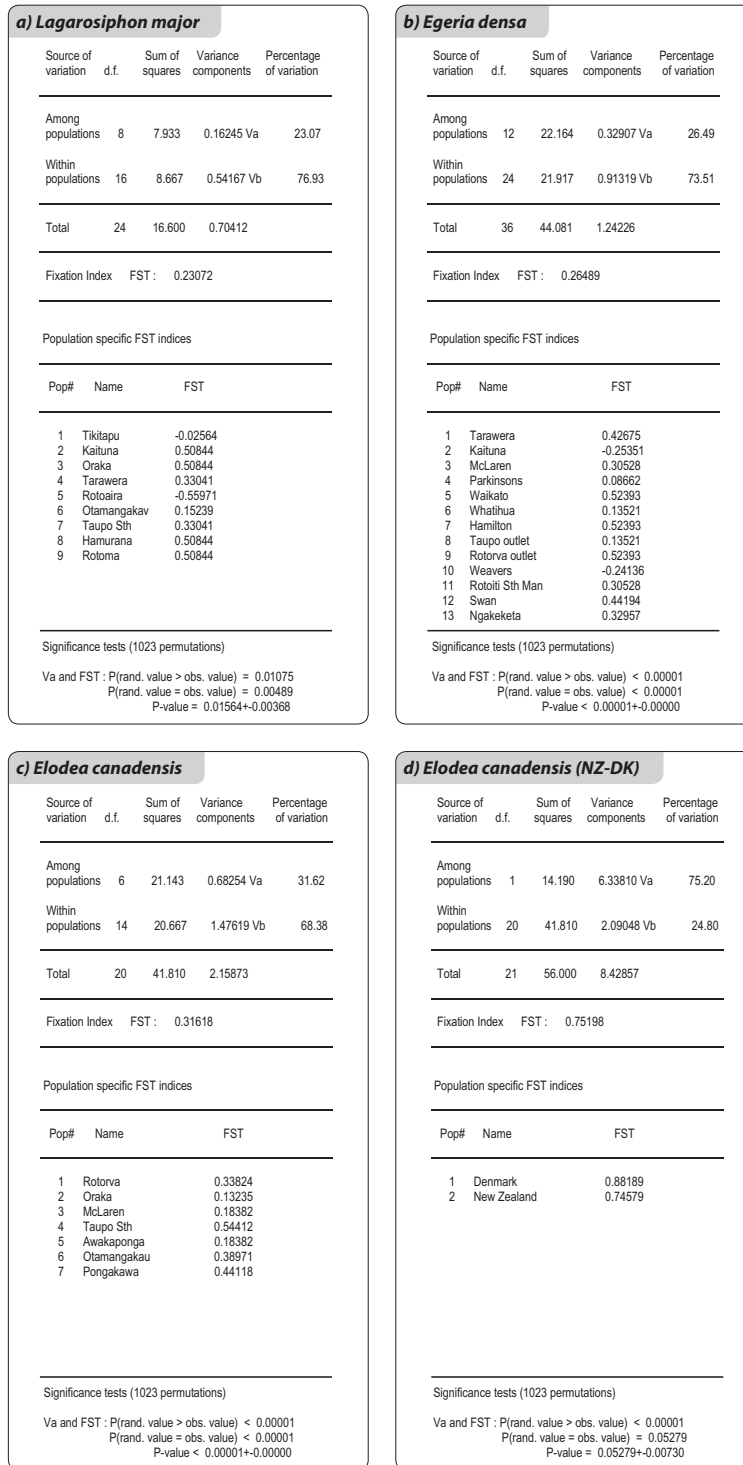 a) Lagarosiphon major
Source of variation d.f. Sum of squares Variance components Percentage of variation
Among populations 8 7.933 0.16245 Va 23.07
Within populations 16 8.667 0.54167 Vb 76.93
Total 24 16.600 0.70412
Fixation Index FST : 0.23072
Population specific FST indices
Pop# Name FST
1 Tikitapu -0.02564
2 Kaituna 0.50844
3 Oraka 0.50844
4 Tarawera 0.33041
5 Rotoaira -0.55971
6 Otamangakav 0.15239
7 Taupo Sth 0.33041
8 Hamurana 0.50844
9 Rotoma 0.50844
Significance tests (1023 permutations)
Va and FST : P(rand. value > obs. value) = 0.01075
P(rand. value = obs. value) = 0.00489
P-value = 0.01564+-0.00368
b) Egeria densa
Source of variation d.f. Sum of squares Variance components Percentage of variation
Among populations 12 22.164 0.32907 Va 26.49
Within populations 24 21.917 0.91319 Vb 73.51
Total 36 44.081 1.24226
Fixation Index FST : 0.26489
Population specific FST indices
Pop# Name FST
1 Tarawera 0.42675
2 Kaituna -0.25351
3 McLaren 0.30528
4 Parkinsons 0.08662
5 Waikato 0.52393
6 Whatihua 0.13521
7 Hamilton 0.52393
8 Taupo outlet 0.13521
9 Rotorva outlet 0.52393
10 Weavers -0.24136
11 Rotoiti Sth Man 0.30528
12 Swan 0.44194
13 Ngakeketa 0.32957
Significance tests (1023 permutations)
Va and FST : P(rand. value > obs. value) < 0.00001
P(rand. value = obs. value) < 0.00001
P-value < 0.00001+-0.00000
c) Elodea canadensis
Source of variation d.f. Sum of squares Variance components Percentage of variation
Among populations 6 21.143 0.68254 Va 31.62
Within populations 14 20.667 1.47619 Vb 68.38
Total 20 41.810 2.15873
Fixation Index FST : 0.31618
Population specific FST indices
Pop# Name FST
1 Rotorva 0.33824
2 Oraka 0.13235
3 McLaren 0.18382
4 Taupo Sth 0.54412
5 Awakaponga 0.18382
6 Otamangakau 0.38971
7 Pongakawa 0.44118
Significance tests (1023 permutations)
Va and FST : P(rand. value > obs. value) < 0.00001
P(rand. value = obs. value) < 0.00001
P-value < 0.00001+-0.00000
d) Elodea canadensis (NZ-DK)
Source of variation d.f. Sum of squares Variance components Percentage of variation
Among populations 1 14.190 6.33810 Va 75.20
Within populations 20 41.810 2.09048 Vb 24.80
Total 21 56.000 8.42857
Fixation Index FST : 0.75198
Population specific FST indices
Pop# Name FST
1 Denmark 0.88189
2 New Zealand 0.74579
Significance tests (1023 permutations)
Va and FST : P(rand. value > obs. value) < 0.00001
P(rand. value = obs. value) = 0.05279
P-value = 0.05279+-0.00730